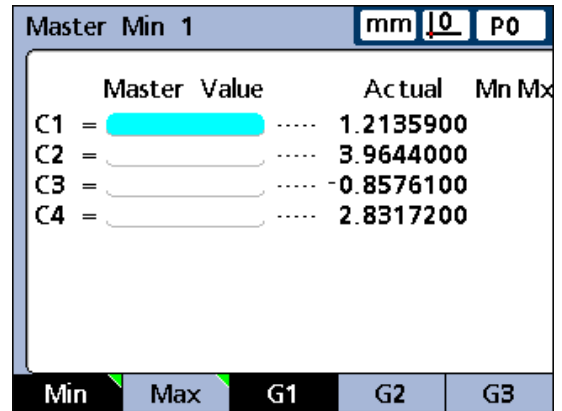 Master Min 1 mm 0 P0
Master Value Actual Mn Mx
C1 = ..... 1.2135900
C2 = ..... 3.9644000
C3 = ..... -0.8576100
C4 = ..... 2.8317200
Min Max G1 G2 G3